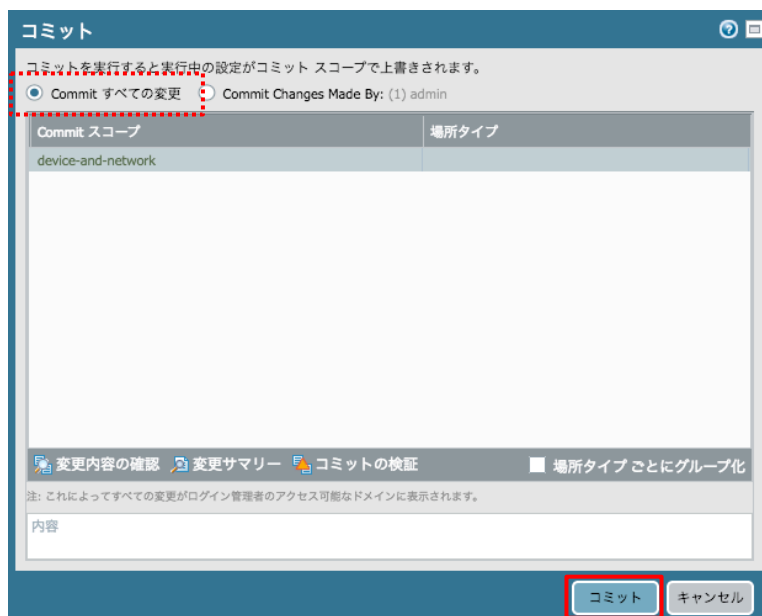 コミット
コミットを実行すると実行中の設定がコミット スコープで上書きされます。
Commit すべての変更 Commit Changes Made By: (1) admin
Commit スコープ 場所タイプ
device-and-network
変更内容の確認 変更サマリー コミットの検証 場所タイプ ごとにグループ化
注: これによってすべての変更がログイン管理者のアクセス可能なドメインに表示されます。
内容
コミット キャンセル